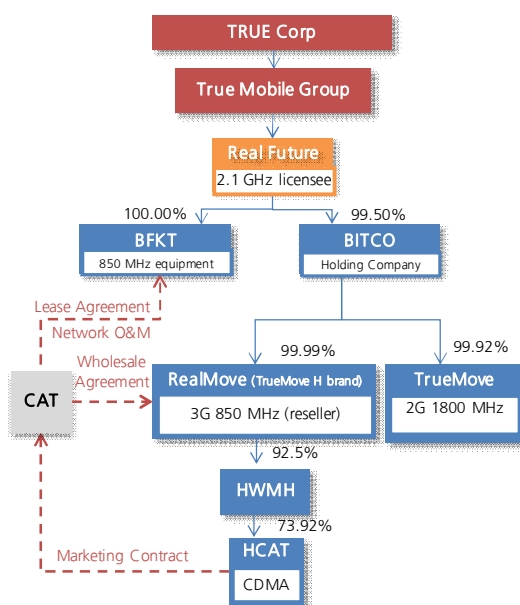 TRUE Corp
True Mobile Group
Real Future
2.1 GHz licensee
100.00%
99.50%
BFKT
850 MHz equipment
BITCO
Holding Company
Lease Agreement
Network O&M
Wholesale
Agreement
99.99%
99.92%
CAT
RealMove (TrueMove H brand)
3G 850 MHz (reseller)
TrueMove
2G 1800 MHz
92.5%
HWMH
73.92%
Marketing Contract
HCAT
CDMA